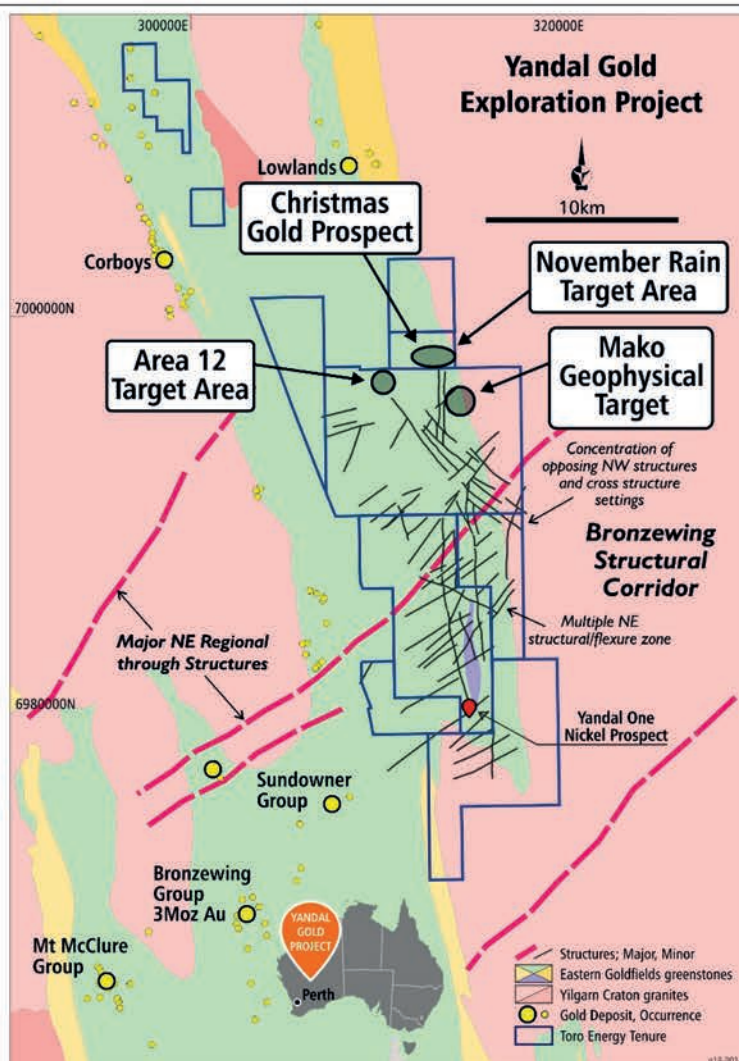 300000E
320000E
Yandal Gold
Exploration Project
10km
Lowlands
Christmas
Gold Prospect
Corboys
November Rain
Target Area
7000000N
Area 12
Target Area
Mako
Geophysical
Target
Concentration of
opposing NW structures
and cross structure
settings
Bronzewing
Structural
Corridor
Multiple NE
structural/flexure zone
Major NE Regional
through Structures
6980000N
Yandal One
Nickel Prospect
Sundowner
Group
Bronzewing
Group
3Moz Au
Mt McClure
Group
YANDAL
GOLD
PROJECT
Perth
Structures; Major, Minor
Eastern Goldfields greenstones
Yilgarn Craton granites
Gold Deposit, Occurrence
Toro Energy Tenure